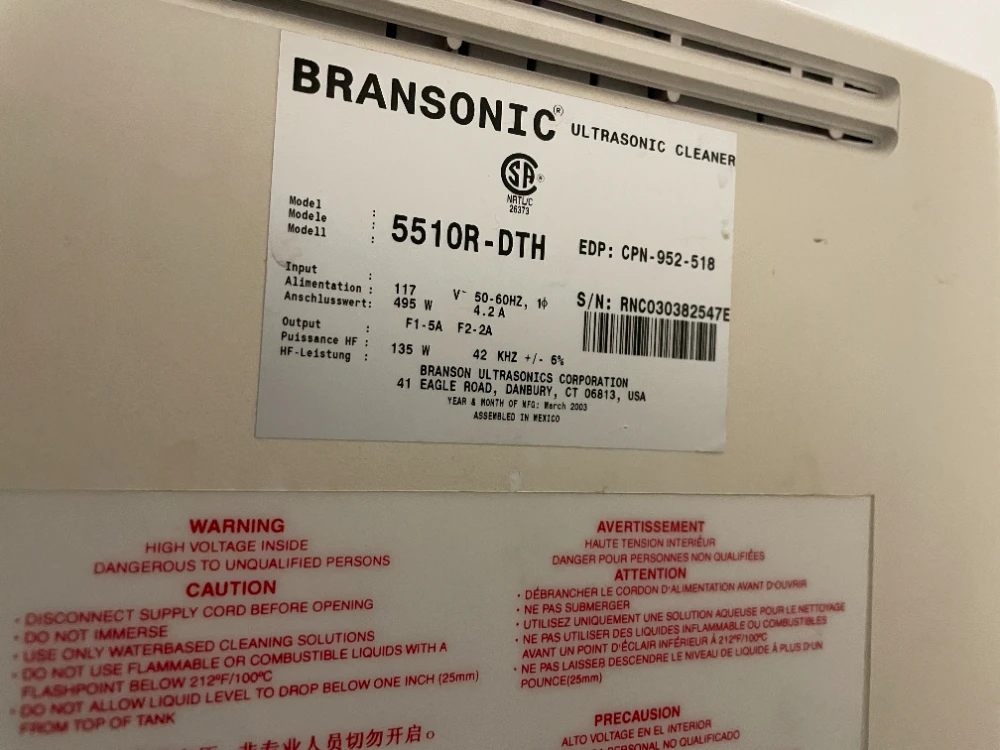 BRANSONIC® ULTRASONIC CLEANER
SA®
NRTL/C
26373
Model :
Modele :
Modell :
5510R-DTH EDP: CPN-952-518
Input :
Alimentation :
Anschlusswert:
117 V~ 50-60HZ, 1ϕ
495 W 4.2A
F1-5A F2-2A
S/N: RNC030382547E
Output :
Puissance HF :
HF-Leistung :
135 W 42 KHZ +/- 6%
BRANSON ULTRASONICS CORPORATION
41 EAGLE ROAD, DANBURY, CT 06813, USA
YEAR & MONTH OF MFG: March 2003
ASSEMBLED IN MEXICO
WARNING
HIGH VOLTAGE INSIDE
DANGEROUS TO UNQUALIFIED PERSONS
CAUTION
• DISCONNECT SUPPLY CORD BEFORE OPENING
• DO NOT IMMERSE
• USE ONLY WATERBASED CLEANING SOLUTIONS
• DO NOT USE FLAMMABLE OR COMBUSTIBLE LIQUIDS WITH A
FLASHPOINT BELOW 212ºF/100ºC
• DO NOT ALLOW LIQUID LEVEL TO DROP BELOW ONE INCH (25mm)
FROM TOP OF TANK
AVERTISSEMENT
HAUTE TENSION INTERIËUR
DANGER POUR PERSONNES NON QUALIFIÉES
ATTENTION
• DÉBRANCHER LE CORDON D'ALIMENTATION AVANT D'OUVRIR
• NE PAS SUBMERGER
• UTILISEZ UNIQUEMENT UNE SOLUTION AQUEUSE POUR LE NETTOYAGE
• NE PAS UTILISER DES LIQUIDES INFLAMMABLE OU COMBUSTIBLES
AVANT UN POINT D'ÉCLAIR INFÉRIEUR Á 212ºF/100ºC
• NE PAS LAISSER DESCENDRE LE NIVEAU DE LIQUIDE Á PLUS D'UN
POUNCE(25mm)
非专业人员切勿开启。
PRECAUSION
ALTO VOLTAGE EN EL INTERIOR
PERSONAL NO QUALIFICADO